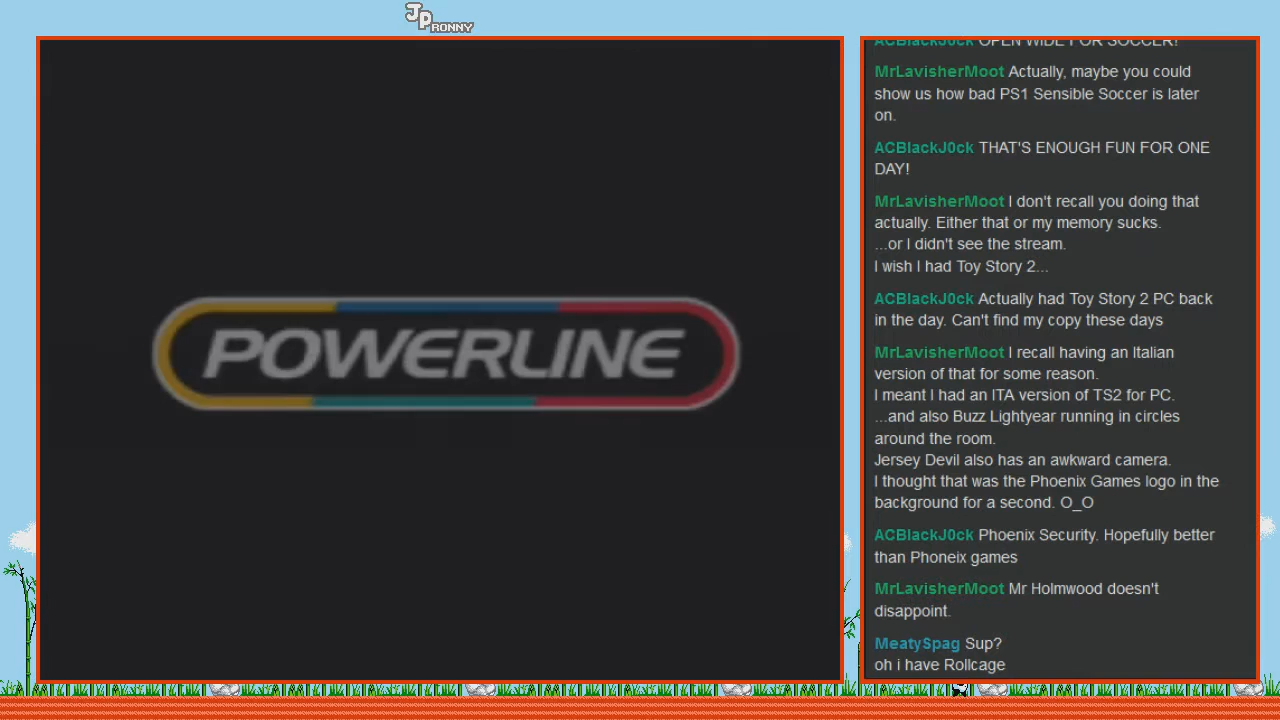 JP RONNY
POWERLINE
ACBlackJ0ck OPEN WIDE FOR SOCCER!
MrLavisherMoot Actually, maybe you could
show us how bad PS1 Sensible Soccer is later
on.
ACBlackJ0ck THAT'S ENOUGH FUN FOR ONE
DAY!
MrLavisherMoot I don't recall you doing that
actually. Either that or my memory sucks.
...or I didn't see the stream.
I wish I had Toy Story 2...
ACBlackJ0ck Actually had Toy Story 2 PC back
in the day. Can't find my copy these days
MrLavisherMoot I recall having an Italian
version of that for some reason.
I meant I had an ITA version of TS2 for PC.
...and also Buzz Lightyear running in circles
around the room.
Jersey Devil also has an awkward camera.
I thought that was the Phoenix Games logo in the
background for a second. O_O
ACBlackJ0ck Phoenix Security. Hopefully better
than Phoneix games
MrLavisherMoot Mr Holmwood doesn't
disappoint.
MeatySpag Sup?
oh i have Rollcage